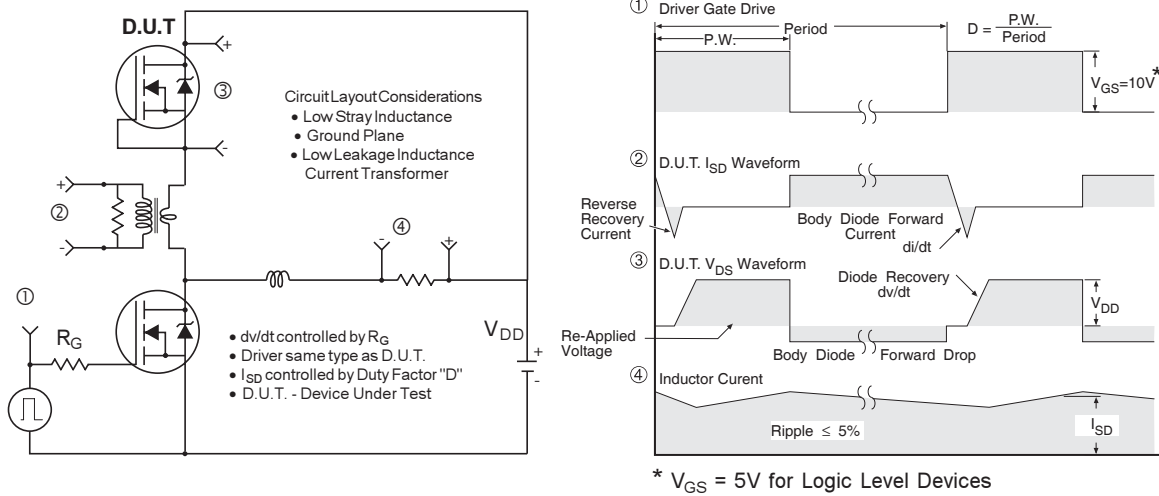 D.U.T
+
③
-
Circuit Layout Considerations
• Low Stray Inductance
• Ground Plane
• Low Leakage Inductance
Current Transformer
+
②
-
④
-
+
①
R_G
V_DD
+
-
• dv/dt controlled by R_G
• Driver same type as D.U.T.
• I_SD controlled by Duty Factor "D"
• D.U.T. - Device Under Test
① Driver Gate Drive
P.W.
Period
D = P.W.
Period
V_GS=10V*
② D.U.T. I_SD Waveform
Reverse
Recovery
Current
Body Diode Forward
Current
di/dt
③ D.U.T. V_DS Waveform
Diode Recovery
dv/dt
V_DD
Re-Applied
Voltage
Body Diode Forward Drop
④ Inductor Curent
Ripple ≤ 5%
I_SD
* V_GS = 5V for Logic Level Devices